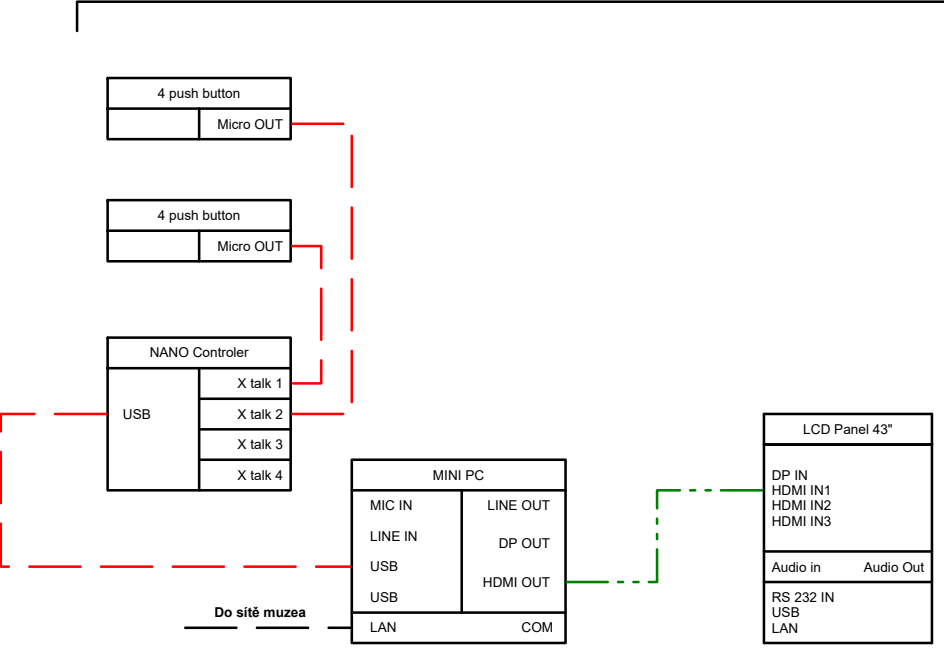 4 push button
Micro OUT
4 push button
Micro OUT
NANO Controler
X talk 1
USB
X talk 2
X talk 3
X talk 4
MINI PC
MIC IN
LINE OUT
LINE IN
DP OUT
USB
HDMI OUT
USB
LAN
COM
Do sítě muzea
LCD Panel 43"
DP IN
HDMI IN1
HDMI IN2
HDMI IN3
Audio in
Audio Out
RS 232 IN
USB
LAN